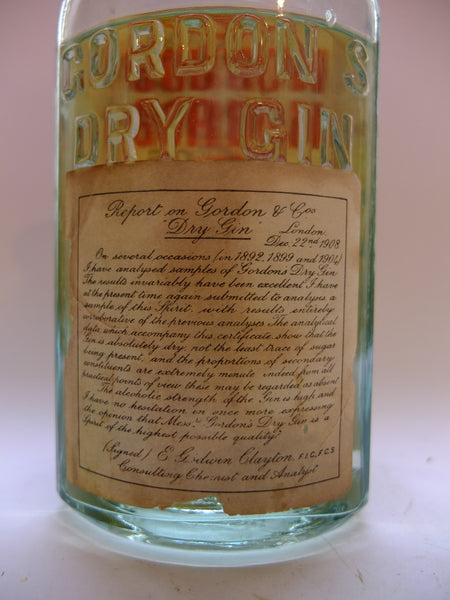 GORDON'S
DRY GIN
Report on Gordon & Cos
"Dry Gin" London
Dec. 22nd 1908
On several occasions (in 1892, 1899 and 1904)
I have analysed samples of Gordons Dry Gin
The results invariably have been excellent I have
at the present time again submitted to analyses a
sample of this Spirit, with results entirely
corroborative of the previous analyses The analytical
data which accompany this certificate show that the
Gin is absolutely dry, not the least trace of sugar
being present, and the proportions of secondary
constituents are extremely minute indeed from all
practical points of view these may be regarded as absent
The alcoholic strength of the Gin is high and
I have no hesitation in once more expressing
the opinion that Messrs Gordon's Dry Gin is a
Spirit of the highest possible quality.
(Signed) E. Godwin Clayton, F.I.C., F.C.S
Consulting Chemist and Analyst